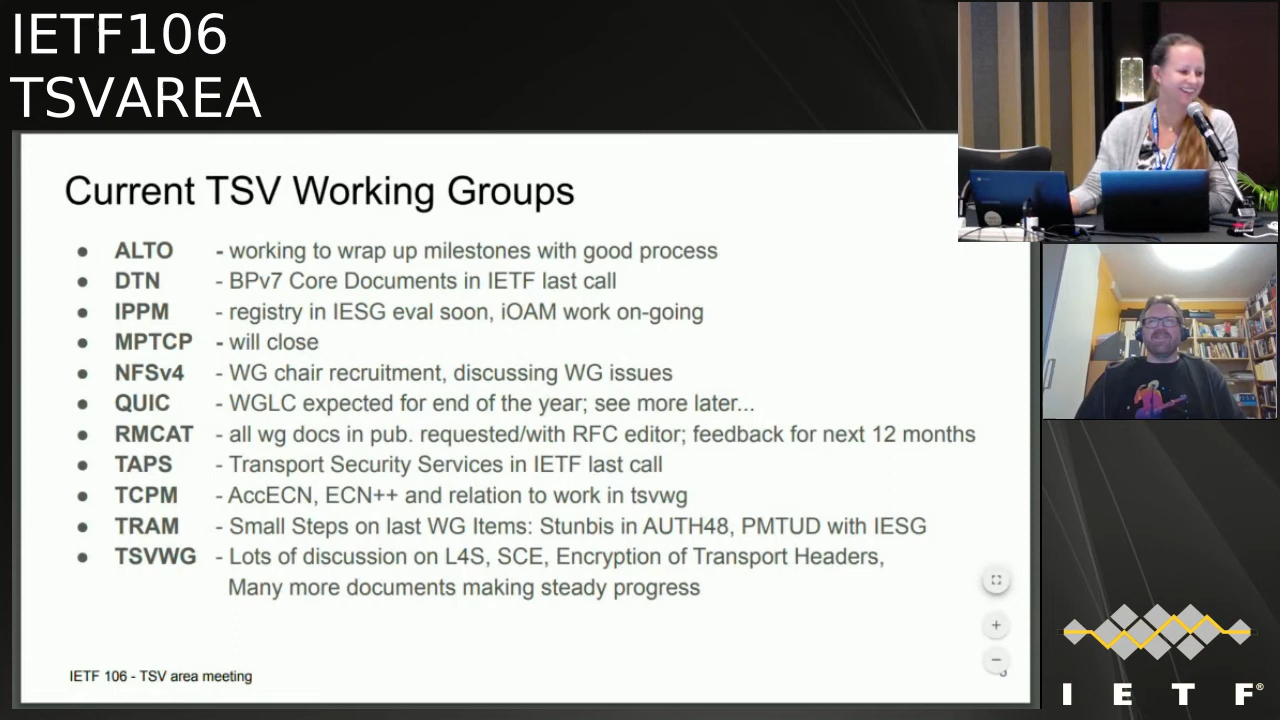 IETF106
TSVAREA
Current TSV Working Groups
● ALTO - working to wrap up milestones with good process
● DTN - BPv7 Core Documents in IETF last call
● IPPM - registry in IESG eval soon, iOAM work on-going
● MPTCP - will close
● NFSv4 - WG chair recruitment, discussing WG issues
● QUIC - WGLC expected for end of the year; see more later...
● RMCAT - all wg docs in pub. requested/with RFC editor; feedback for next 12 months
● TAPS - Transport Security Services in IETF last call
● TCPM - AccECN, ECN++ and relation to work in tsvwg
● TRAM - Small Steps on last WG Items: Stunbis in AUTH48, PMTUD with IESG
● TSVWG - Lots of discussion on L4S, SCE, Encryption of Transport Headers,
Many more documents making steady progress
IETF 106 - TSV area meeting
I E T F®